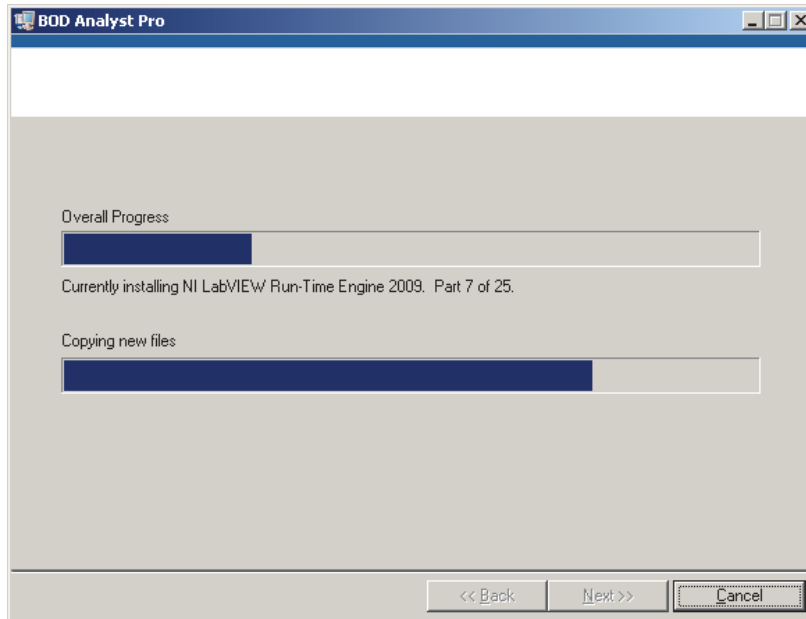 BOD Analyst Pro
Overall Progress
Currently installing NI LabVIEW Run-Time Engine 2009.  Part 7 of 25.
Copying new files
<< Back
Next >>
Cancel